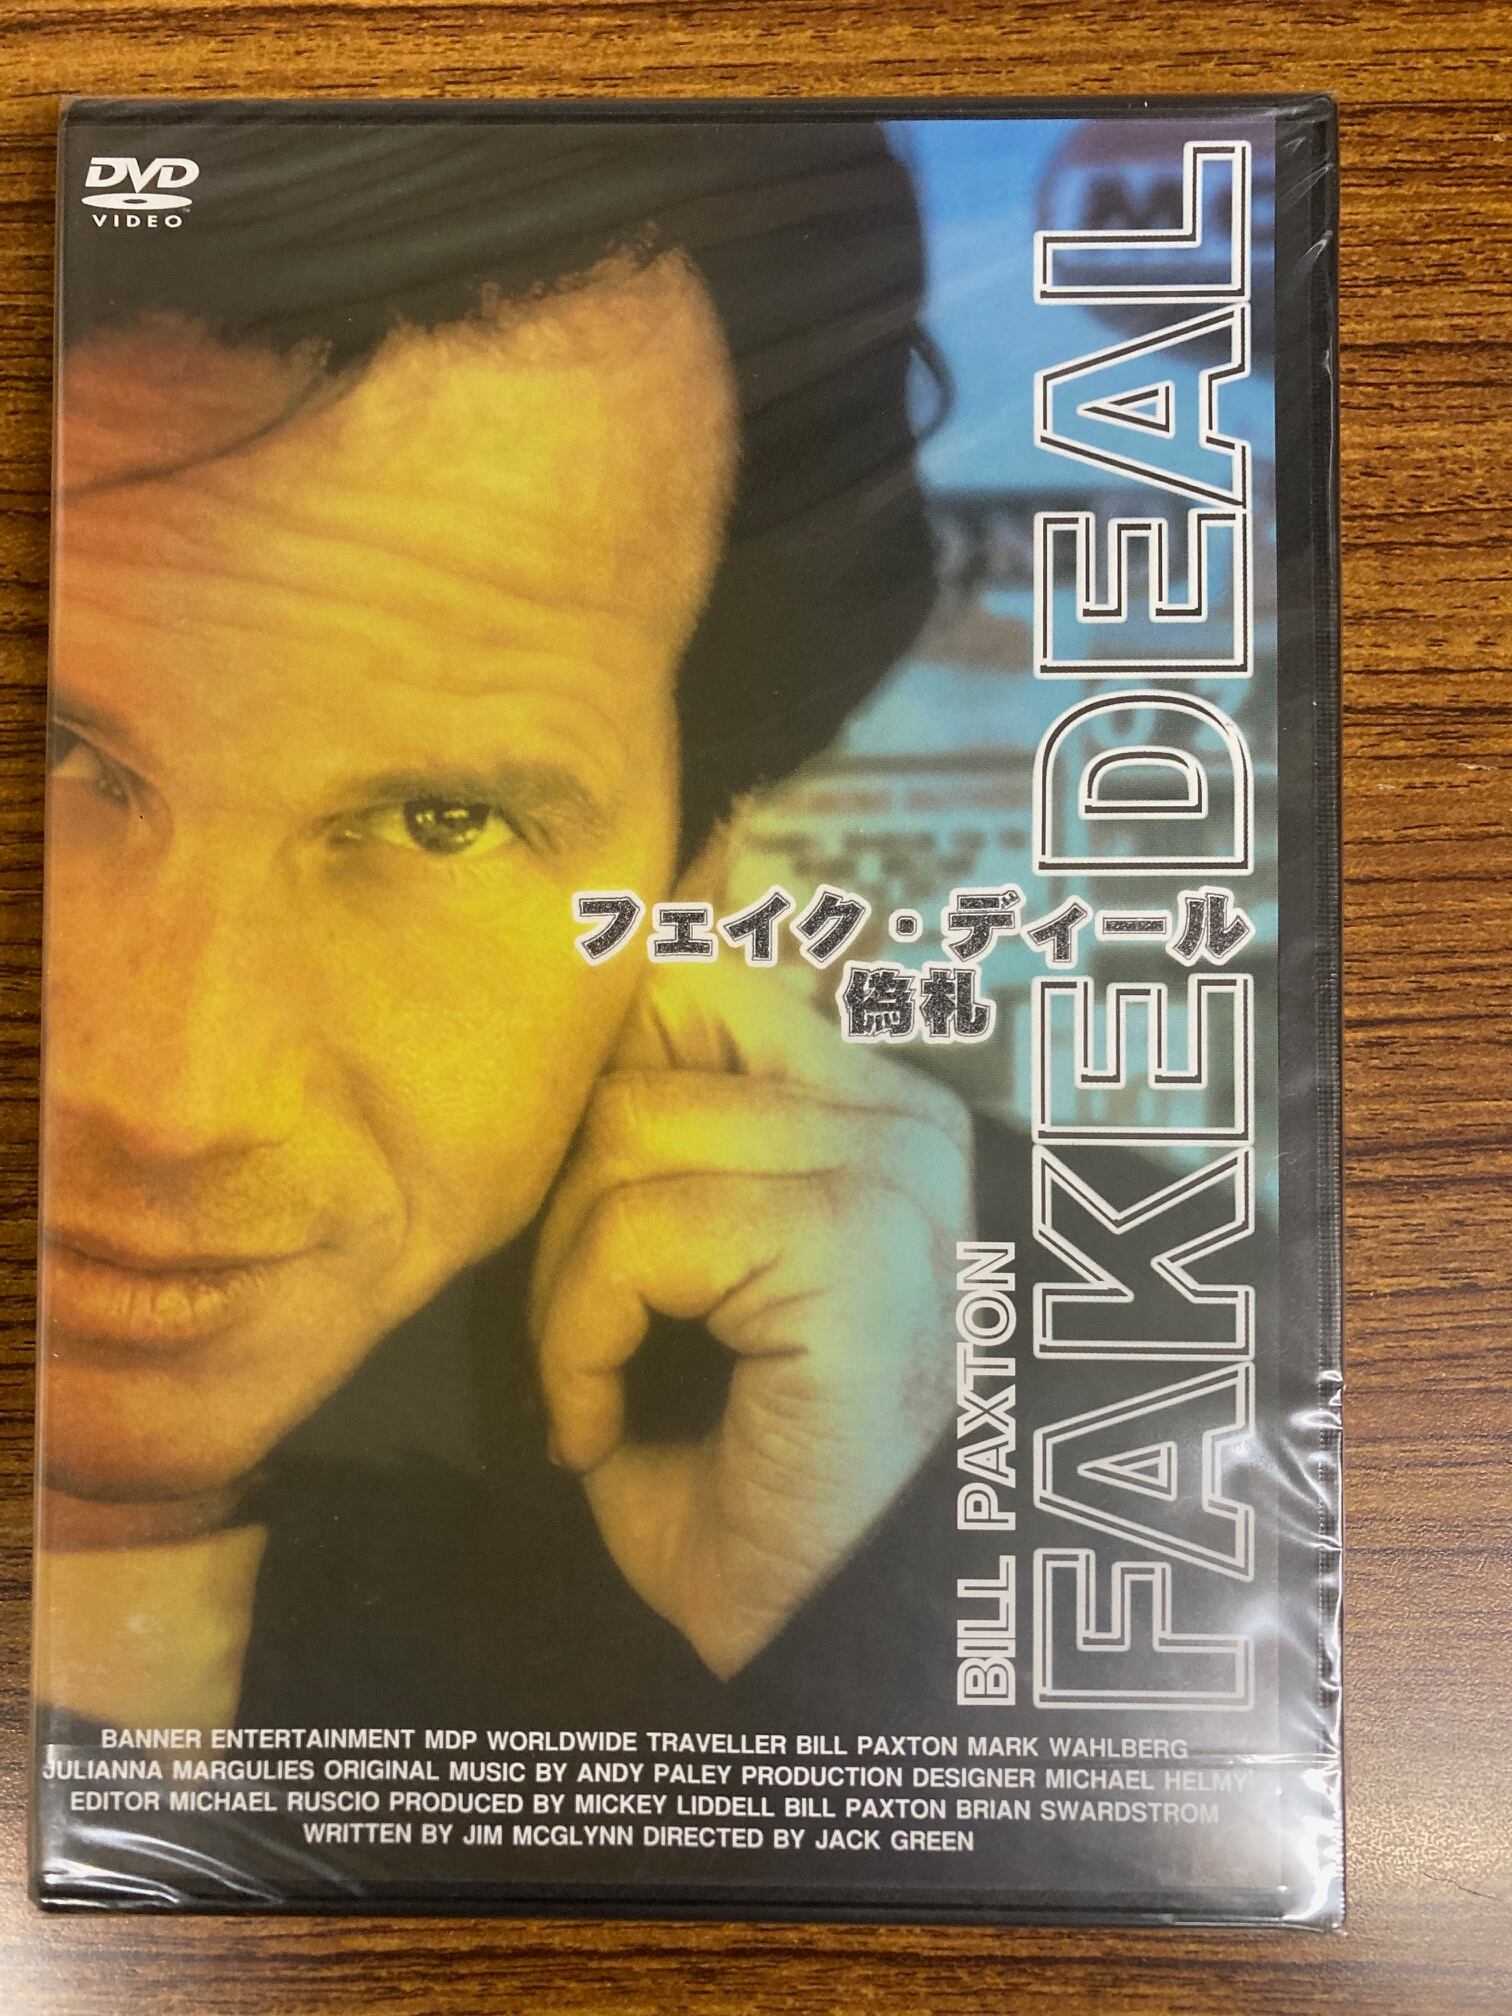 DVD
VIDEO
フェイク・ディール
偽札
BILL PAXTON
FAKE DEAL
BANNER ENTERTAINMENT MDP WORLDWIDE TRAVELLER BILL PAXTON MARK WAHLBERG
JULIANNA MARGULIES ORIGINAL MUSIC BY ANDY PALEY PRODUCTION DESIGNER MICHAEL HELMY
EDITOR MICHAEL RUSCIO PRODUCED BY MICKEY LIDDELL BILL PAXTON BRIAN SWARDSTROM
WRITTEN BY JIM MCGLYNN DIRECTED BY JACK GREEN